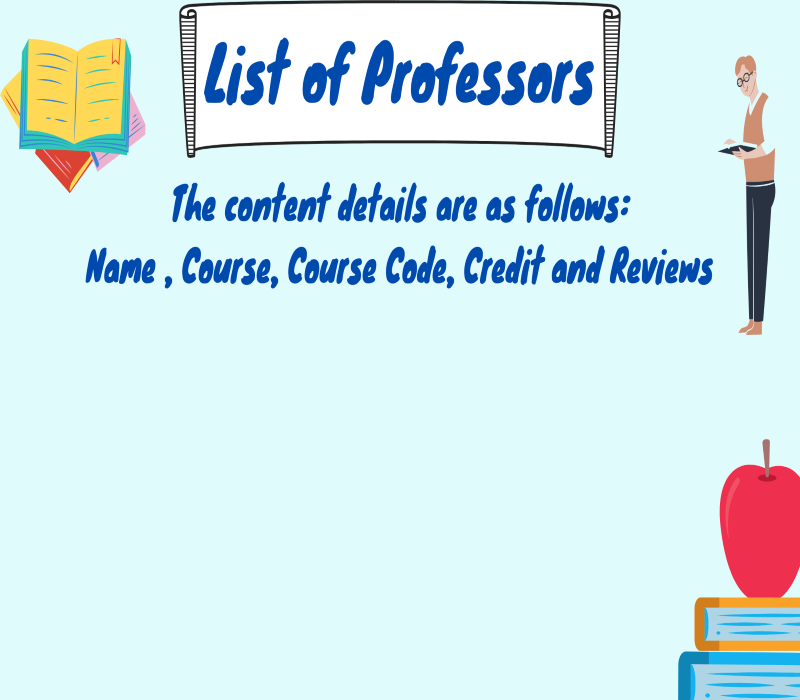 List of Professors
The content details are as follows:
Name , Course, Course Code, Credit and Reviews